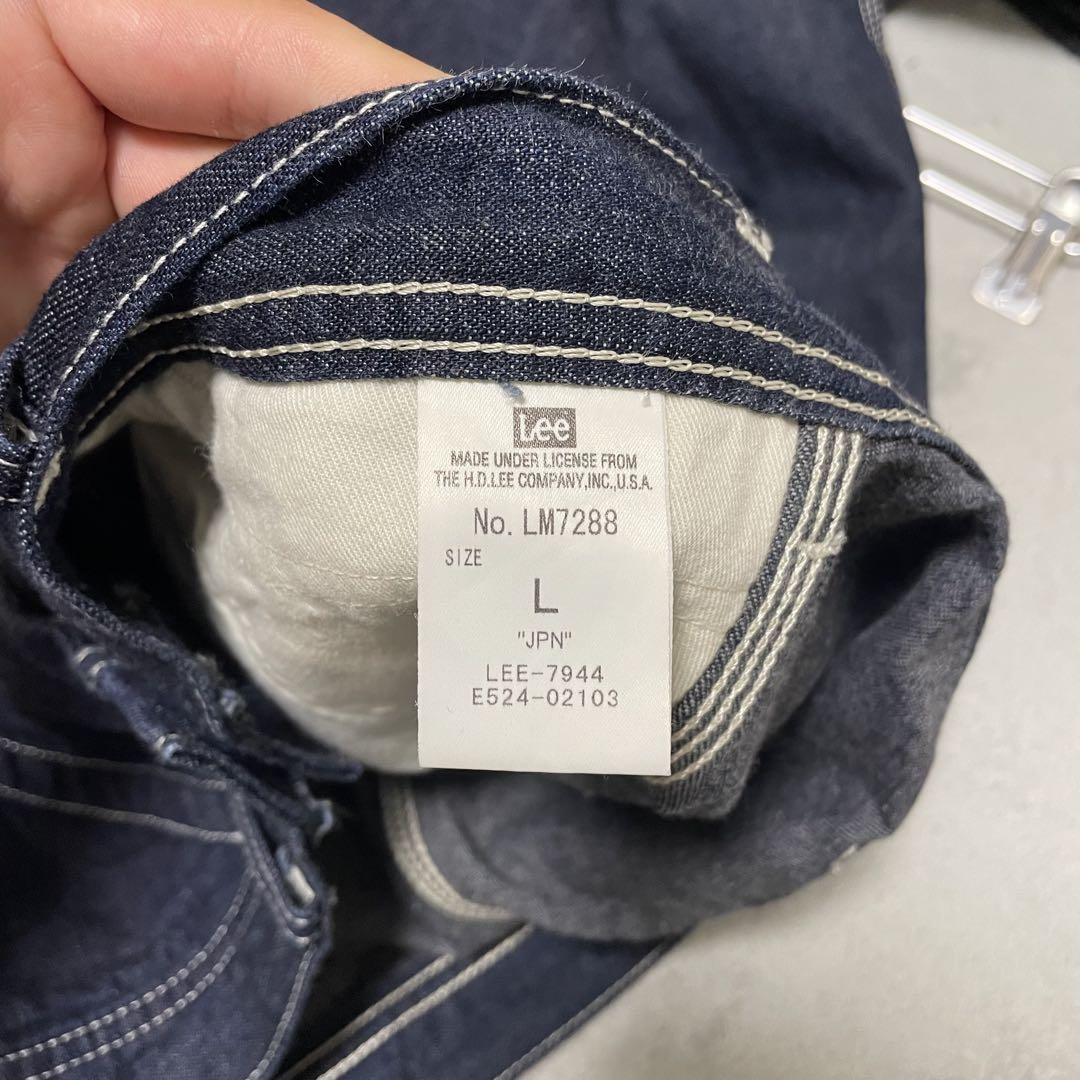 Lee
MADE UNDER LICENSE FROM
THE H.D.LEE COMPANY,INC.,U.S.A.
No. LM7288
SIZE
L
"JPN"
LEE-7944
E524-02103